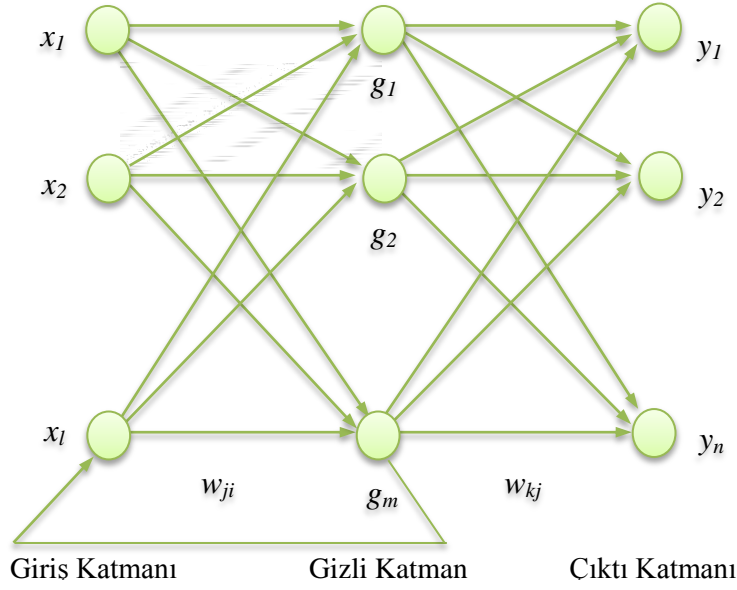 x1 g1 y1
x2 g2 y2
xl gm yn
wji wkj
Giriş Katmanı Gizli Katman Çıktı Katmanı